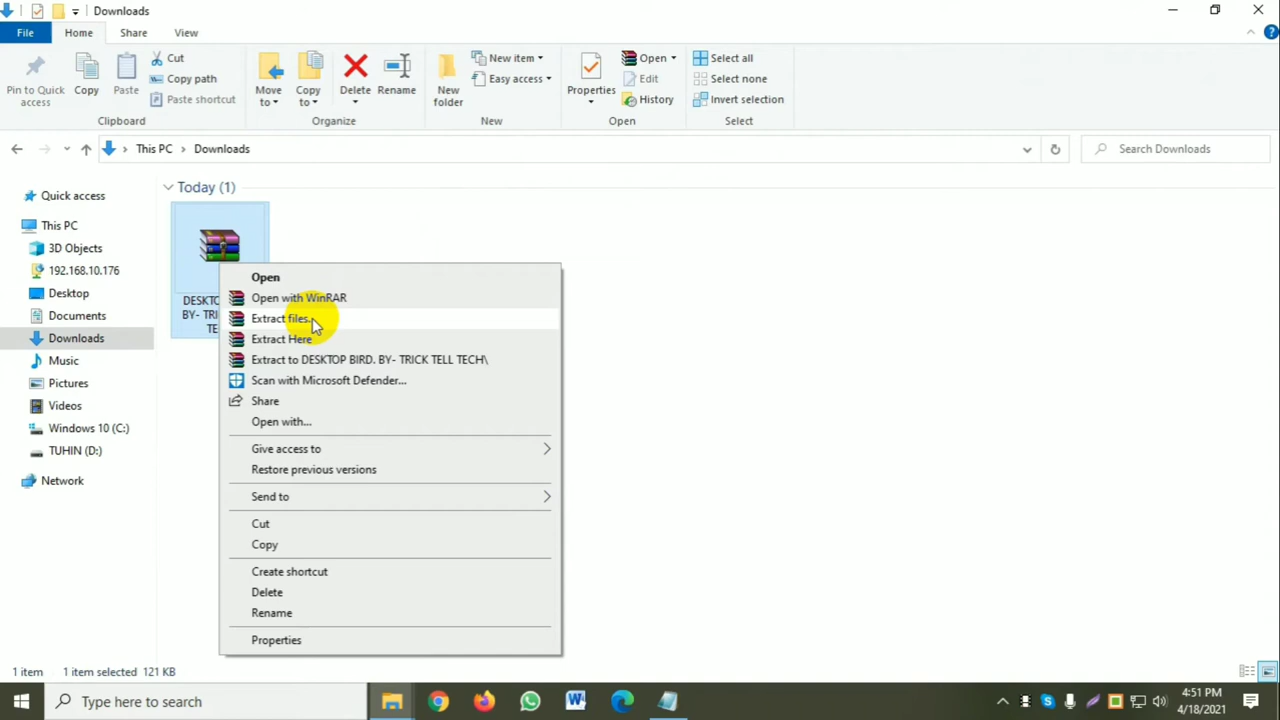 Downloads
File Home Share View
Pin to Quick access
Copy
Paste
Cut
Copy path
Paste shortcut
Clipboard
Move to
Copy to
Delete
Rename
Organize
New folder
New item
Easy access
New
Properties
Open
Edit
History
Open
Select all
Select none
Invert selection
Select
This PC > Downloads
Search Downloads
Quick access
This PC
3D Objects
192.168.10.176
Desktop
Documents
Downloads
Music
Pictures
Videos
Windows 10 (C:)
TUHIN (D:)
Network
Today (1)
DESKTO
BY- TRIC
TE
Open
Open with WinRAR
Extract files...
Extract Here
Extract to DESKTOP BIRD. BY- TRICK TELL TECH\
Scan with Microsoft Defender...
Share
Open with...
Give access to
Restore previous versions
Send to
Cut
Copy
Create shortcut
Delete
Rename
Properties
1 item 1 item selected 121 KB
Type here to search
4:51 PM
4/18/2021